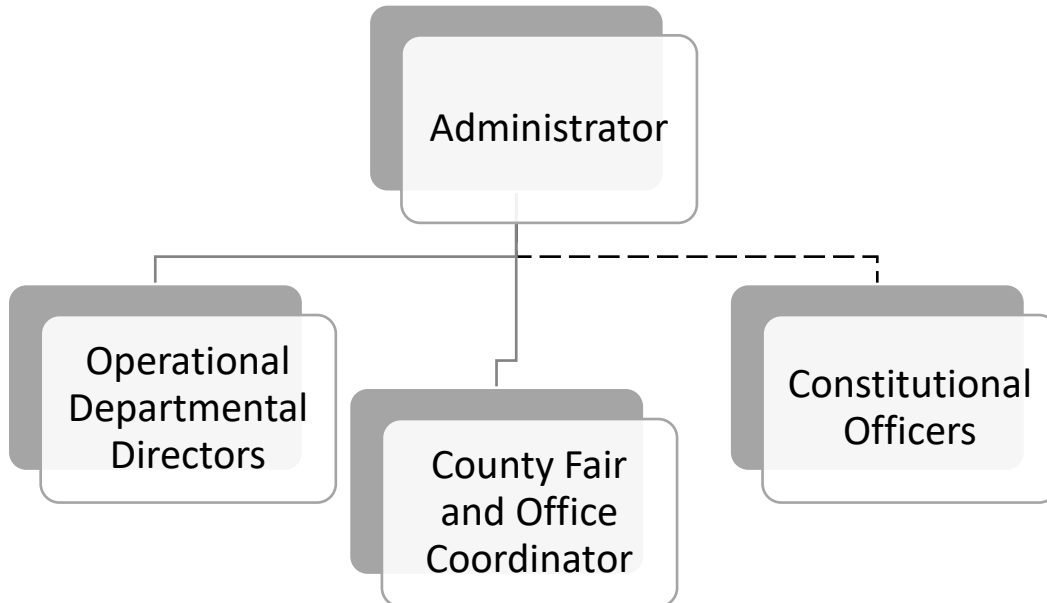 Administrator
Operational
Departmental
Directors
County Fair
and Office
Coordinator
Constitutional
Officers